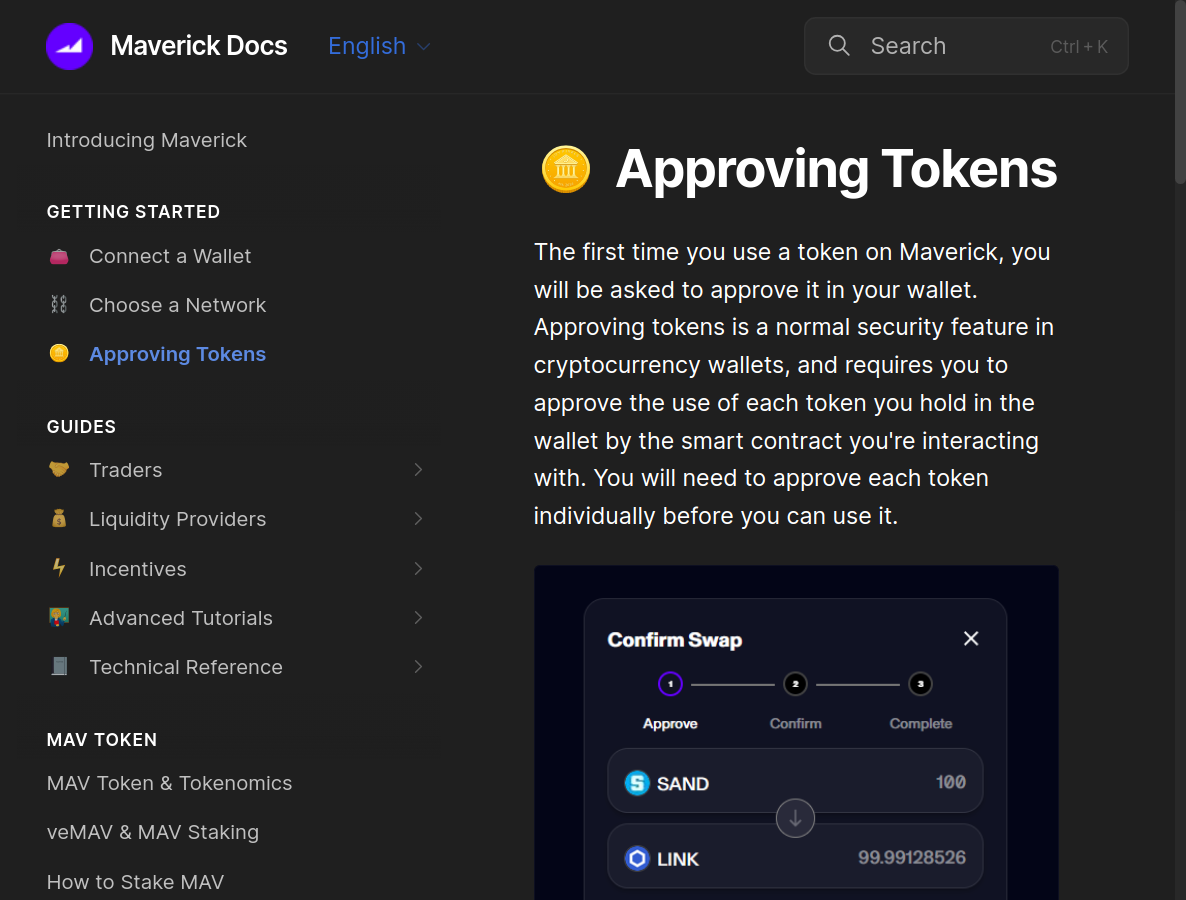 Maverick Docs
English
Search
Ctrl + K
Introducing Maverick
GETTING STARTED
Connect a Wallet
Choose a Network
Approving Tokens
GUIDES
Traders
Liquidity Providers
Incentives
Advanced Tutorials
Technical Reference
MAV TOKEN
MAV Token & Tokenomics
veMAV & MAV Staking
How to Stake MAV
Approving Tokens
The first time you use a token on Maverick, you
will be asked to approve it in your wallet.
Approving tokens is a normal security feature in
cryptocurrency wallets, and requires you to
approve the use of each token you hold in the
wallet by the smart contract you're interacting
with. You will need to approve each token
individually before you can use it.
Confirm Swap
1 2 3
Approve Confirm Complete
SAND 100
LINK 99.99128526